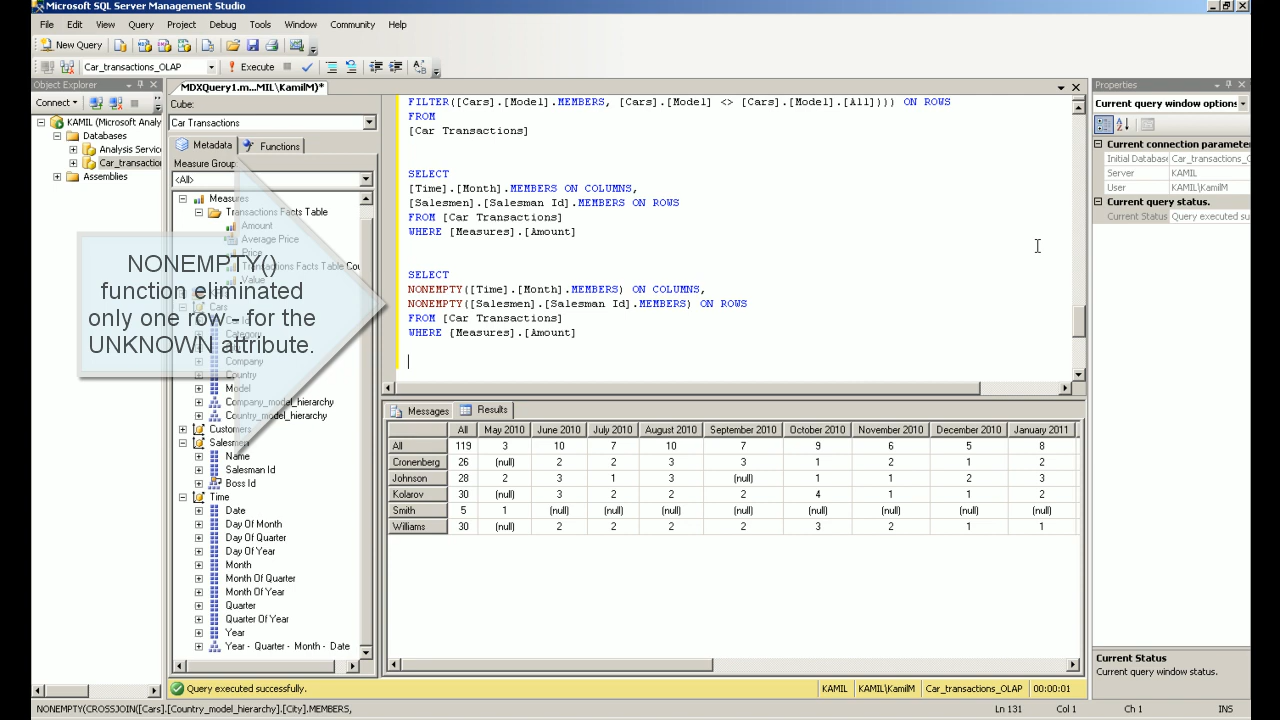 Microsoft SQL Server Management Studio
File Edit View Query Project Debug Tools Window Community Help
New Query
Car_transactions_OLAP Execute
Object Explorer
Connect
KAMIL (Microsoft Analy
Databases
Analysis Servic
Car_transactio
Assemblies
MDXQuery1.m...MIL\KamilM)*
Cube:
Car Transactions
Metadata Functions
Measure Group:
<All>
Measures
Transactions Facts Table
Amount
Average Price
Price
Transactions Facts Table Cou
Value
Cars
Category
Company
Country
Model
Company_model_hierarchy
Country_model_hierarchy
Customers
Salesmen
Name
Salesman Id
Boss Id
Time
Date
Day Of Month
Day Of Quarter
Day Of Year
Month
Month Of Quarter
Month Of Year
Quarter
Quarter Of Year
Year
Year - Quarter - Month - Date
NONEMPTY()
function eliminated
only one row - for the
UNKNOWN attribute.
FILTER([Cars].[Model].MEMBERS, [Cars].[Model] <> [Cars].[Model].[All]))) ON ROWS
FROM
[Car Transactions]
SELECT
[Time].[Month].MEMBERS ON COLUMNS,
[Salesmen].[Salesman Id].MEMBERS ON ROWS
FROM [Car Transactions]
WHERE [Measures].[Amount]
SELECT
NONEMPTY([Time].[Month].MEMBERS) ON COLUMNS,
NONEMPTY([Salesmen].[Salesman Id].MEMBERS) ON ROWS
FROM [Car Transactions]
WHERE [Measures].[Amount]
Messages Results
All May 2010 June 2010 July 2010 August 2010 September 2010 October 2010 November 2010 December 2010 January 2011
All 119 3 10 7 10 7 9 6 5 8
Cronenberg 26 (null) 2 2 3 3 1 2 1 2
Johnson 28 2 3 1 3 (null) 1 1 2 3
Kolarov 30 (null) 3 2 2 2 4 1 1 2
Smith 5 1 (null) (null) (null) (null) (null) (null) (null) (null)
Williams 30 (null) 2 2 2 2 3 2 1 1
Properties
Current query window options
Current connection parameter
Initial Database Car_transactions_O
Server KAMIL
User KAMIL\KamilM
Current query status.
Current Status Query executed su
Current Status
Current query window status.
Query executed successfully. KAMIL KAMIL\KamilM Car_transactions_OLAP 00:00:01
NONEMPTY(CROSSJOIN([Cars].[Country_model_hierarchy].[City].MEMBERS, Ln 131 Col 1 Ch 1 INS